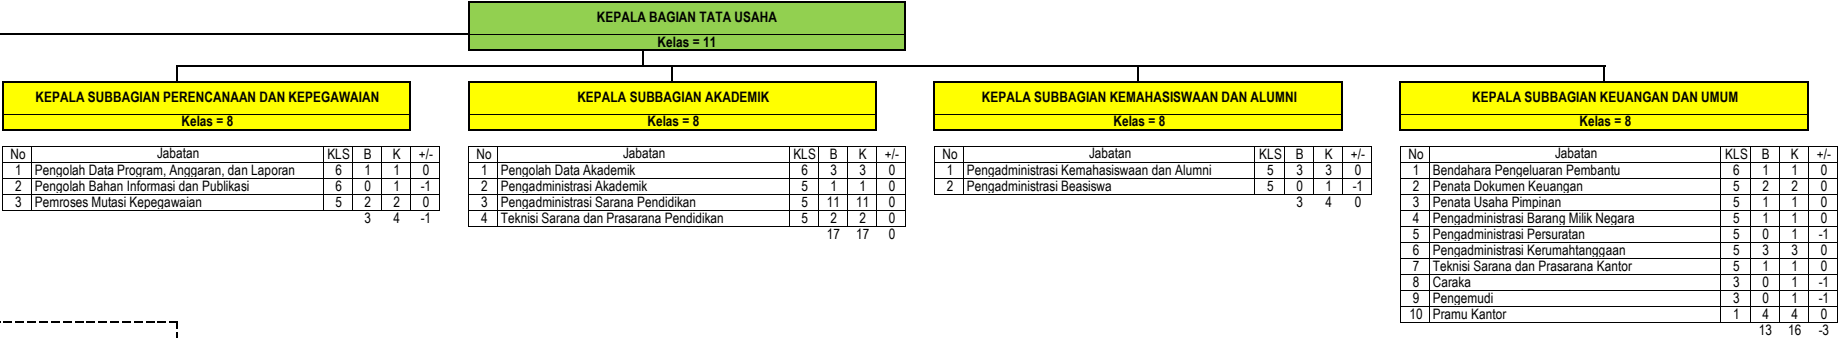 KEPALA BAGIAN TATA USAHA
Kelas = 11
KEPALA SUBBAGIAN PERENCANAAN DAN KEPEGAWAIAN
Kelas = 8
No Jabatan KLS B K +/-
1 Pengolah Data Program, Anggaran, dan Laporan 6 1 1 0
2 Pengolah Bahan Informasi dan Publikasi 6 0 1 -1
3 Pemroses Mutasi Kepegawaian 5 2 2 0
3 4 -1
KEPALA SUBBAGIAN AKADEMIK
Kelas = 8
No Jabatan KLS B K +/-
1 Pengolah Data Akademik 6 3 3 0
2 Pengadministrasi Akademik 5 1 1 0
3 Pengadministrasi Sarana Pendidikan 5 11 11 0
4 Teknisi Sarana dan Prasarana Pendidikan 5 2 2 0
17 17 0
KEPALA SUBBAGIAN KEMAHASISWAAN DAN ALUMNI
Kelas = 8
No Jabatan KLS B K +/-
1 Pengadministrasi Kemahasiswaan dan Alumni 5 3 3 0
2 Pengadministrasi Beasiswa 5 0 1 -1
3 4 0
KEPALA SUBBAGIAN KEUANGAN DAN UMUM
Kelas = 8
No Jabatan KLS B K +/-
1 Bendahara Pengeluaran Pembantu 6 1 1 0
2 Penata Dokumen Keuangan 5 2 2 0
3 Penata Usaha Pimpinan 5 1 1 0
4 Pengadministrasi Barang Milik Negara 5 1 1 0
5 Pengadministrasi Persuratan 5 0 1 -1
6 Pengadministrasi Kerumahtanggaan 5 3 3 0
7 Teknisi Sarana dan Prasarana Kantor 5 1 1 0
8 Caraka 3 0 1 -1
9 Pengemudi 3 0 1 -1
10 Pramu Kantor 1 4 4 0
13 16 -3